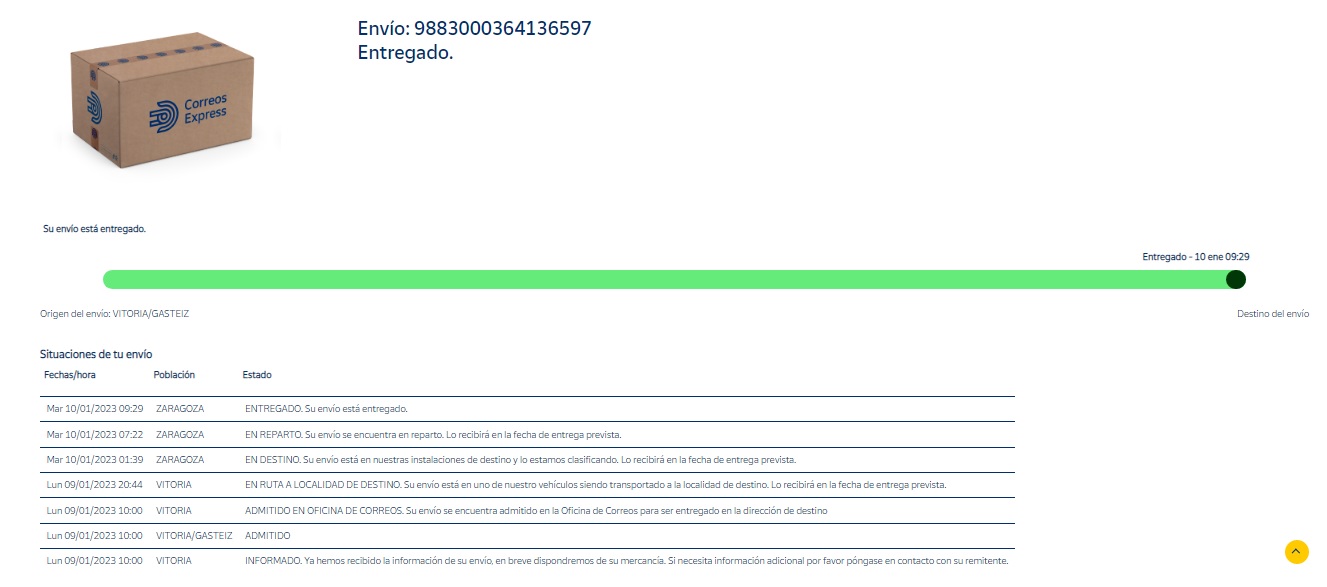 Envío: 9883000364136597
Entregado.
Correos
Express
Su envío está entregado.
Entregado - 10 ene 09:29
Origen del envío: VITORIA/GASTEIZ
Destino del envío
Situaciones de tu envío
Fechas/hora Población Estado
Mar 10/01/2023 09:29 ZARAGOZA ENTREGADO. Su envío está entregado.
Mar 10/01/2023 07:22 ZARAGOZA EN REPARTO. Su envío se encuentra en reparto. Lo recibirá en la fecha de entrega prevista.
Mar 10/01/2023 01:39 ZARAGOZA EN DESTINO. Su envío está en nuestras instalaciones de destino y lo estamos clasificando. Lo recibirá en la fecha de entrega prevista.
Lun 09/01/2023 20:44 VITORIA EN RUTA A LOCALIDAD DE DESTINO. Su envío está en uno de nuestro vehículos siendo transportado a la localidad de destino. Lo recibirá en la fecha de entrega prevista.
Lun 09/01/2023 10:00 VITORIA ADMITIDO EN OFICINA DE CORREOS. Su envío se encuentra admitido en la Oficina de Correos para ser entregado en la dirección de destino
Lun 09/01/2023 10:00 VITORIA/GASTEIZ ADMITIDO
Lun 09/01/2023 10:00 VITORIA INFORMADO. Ya hemos recibido la información de su envío, en breve dispondremos de su mercancía. Si necesita información adicional por favor póngase en contacto con su remitente.